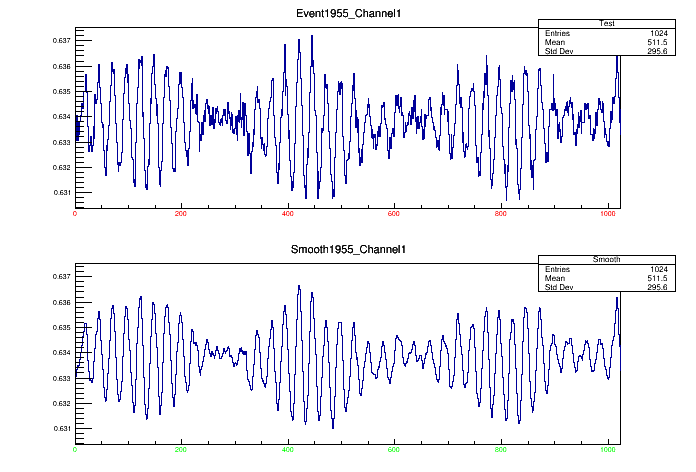 Event1955_Channel1
Test
Entries 1024
Mean 511.5
Std Dev 295.6
0.637
0.636
0.635
0.634
0.633
0.632
0.631
0 200 400 600 800 1000
Smooth1955_Channel1
Smooth
Entries 1024
Mean 511.5
Std Dev 295.6
0.637
0.636
0.635
0.634
0.633
0.632
0.631
0 200 400 600 800 1000